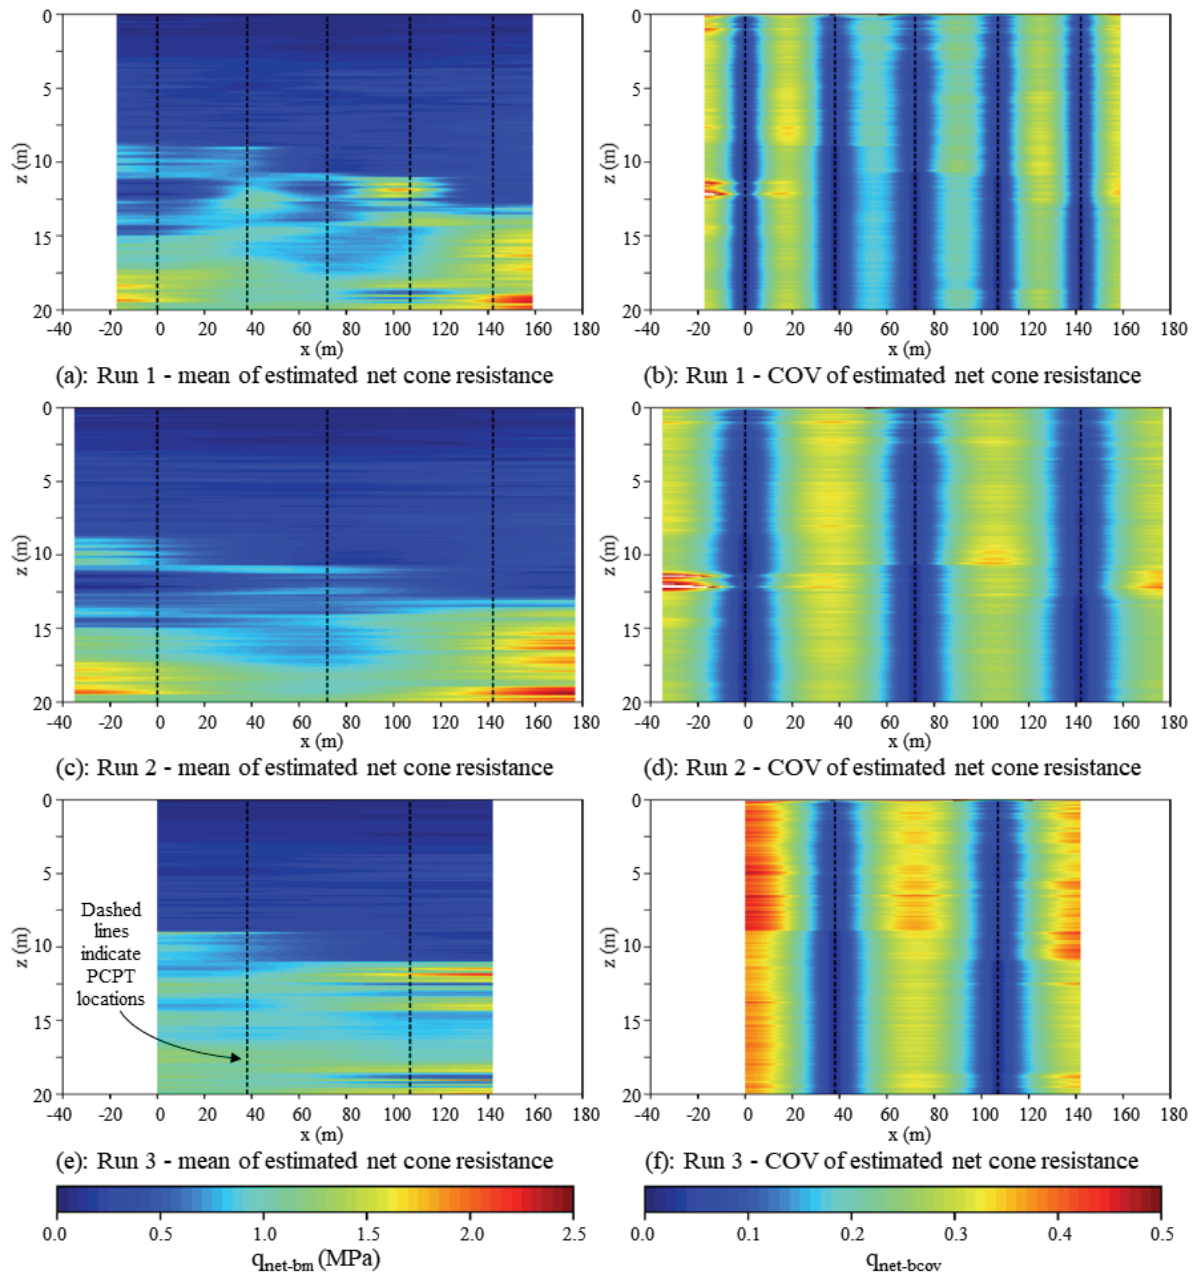 0
5
10
15
20
z (m)
-40 -20 0 20 40 60 80 100 120 140 160 180
x (m)
(a): Run 1 - mean of estimated net cone resistance
0
5
10
15
20
z (m)
-40 -20 0 20 40 60 80 100 120 140 160 180
x (m)
(b): Run 1 - COV of estimated net cone resistance
0
5
10
15
20
z (m)
-40 -20 0 20 40 60 80 100 120 140 160 180
x (m)
(c): Run 2 - mean of estimated net cone resistance
0
5
10
15
20
z (m)
-40 -20 0 20 40 60 80 100 120 140 160 180
x (m)
(d): Run 2 - COV of estimated net cone resistance
0
5
10
15
20
z (m)
Dashed
lines
indicate
PCPT
locations
-40 -20 0 20 40 60 80 100 120 140 160 180
x (m)
(e): Run 3 - mean of estimated net cone resistance
0
5
10
15
20
z (m)
-40 -20 0 20 40 60 80 100 120 140 160 180
x (m)
(f): Run 3 - COV of estimated net cone resistance
0.0 0.5 1.0 1.5 2.0 2.5
qnet-bm (MPa)
0.0 0.1 0.2 0.3 0.4 0.5
qnet-bcov